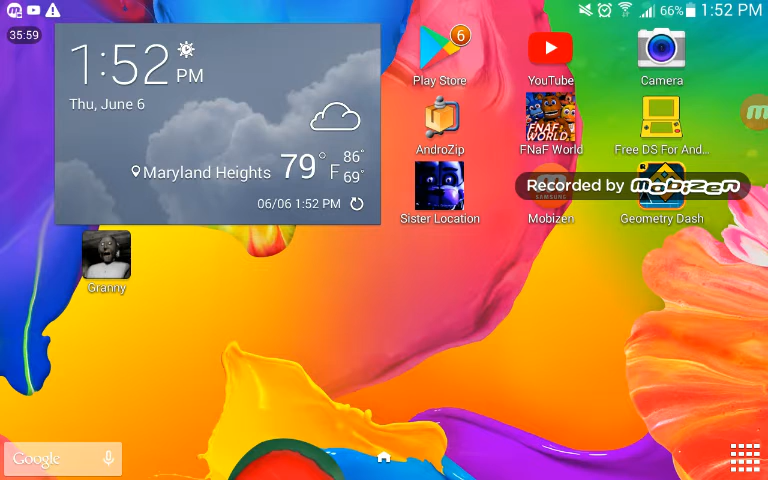 66% 1:52 PM
35:59
1:52 PM
Thu, June 6
Maryland Heights 79° F 86° 69°
06/06 1:52 PM
6
Play Store
YouTube
Camera
AndroZip
FNaF World
Free DS For And...
Recorded by mobizen
Sister Location
Mobizen
Geometry Dash
FNAF
WORLD
SAMSUNG
Granny
Google